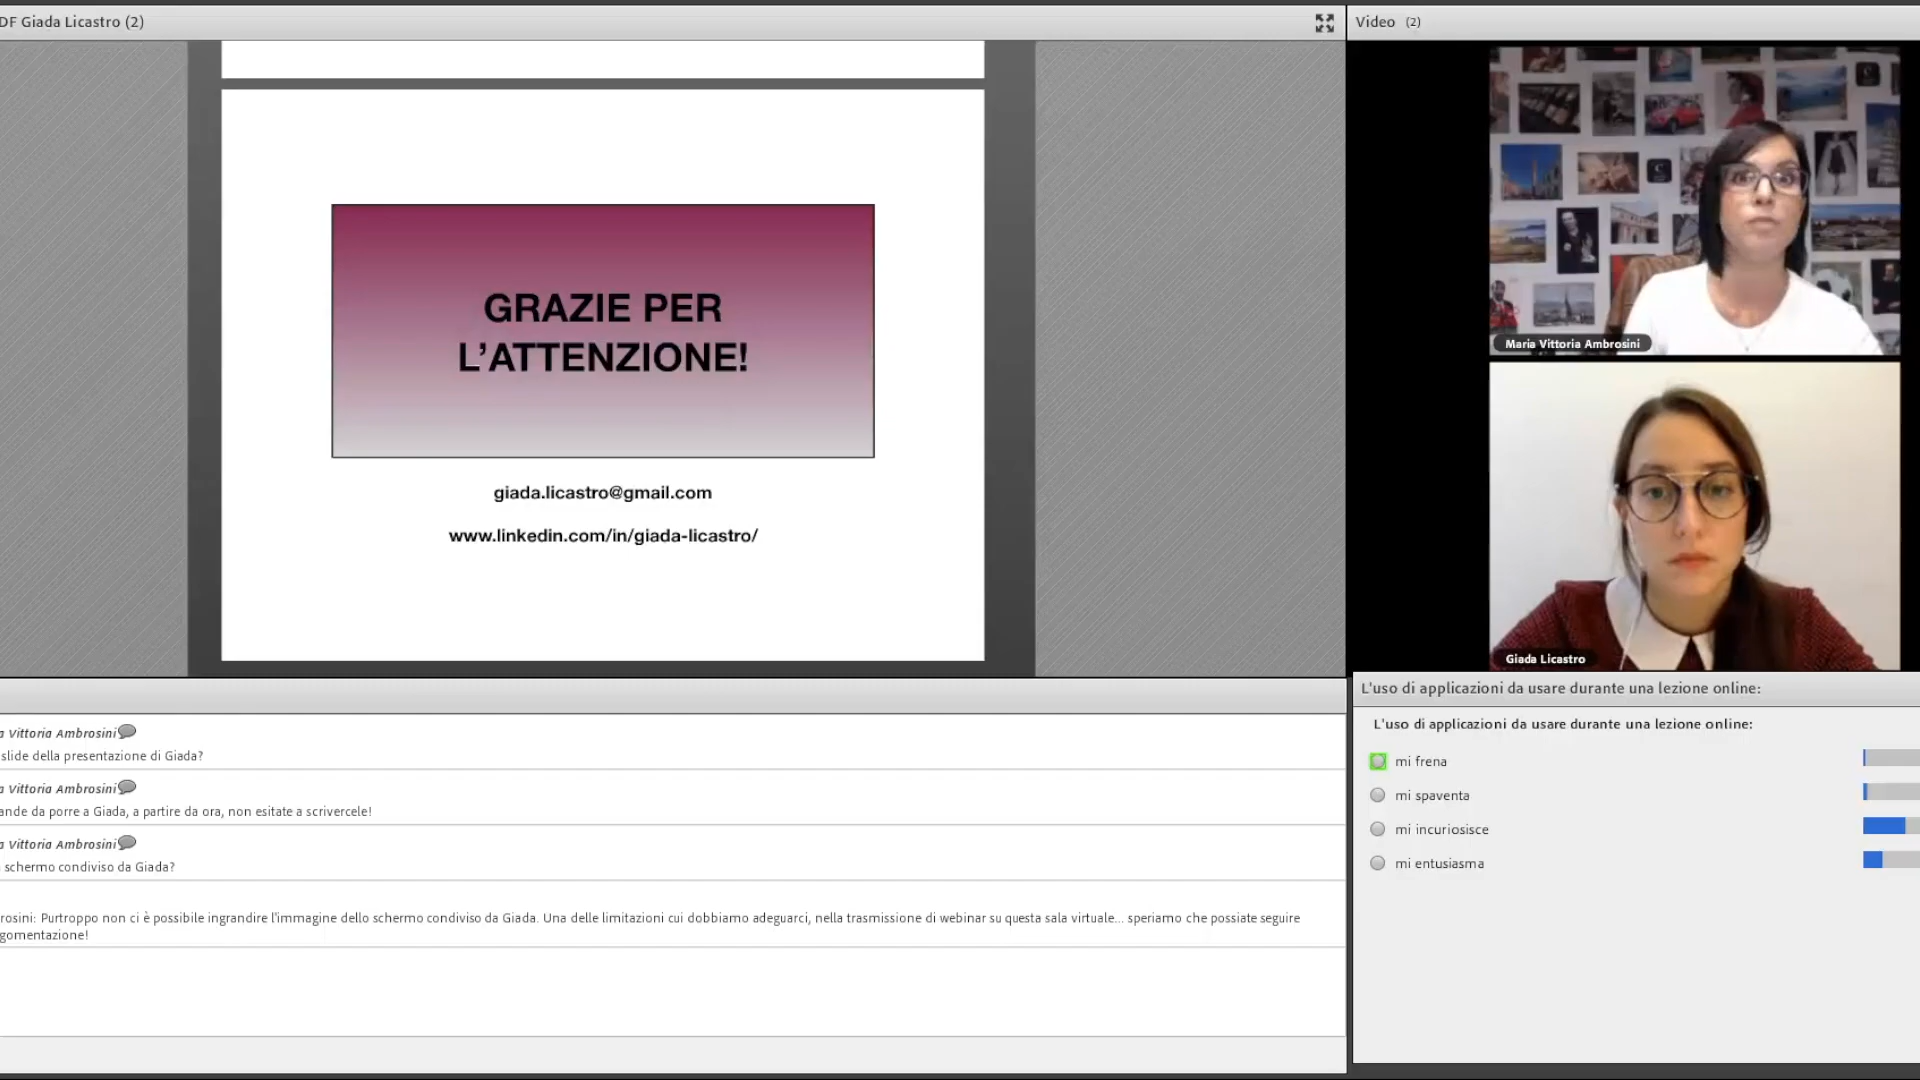 DF Giada Licastro (2)
Video (2)
GRAZIE PER
L’ATTENZIONE!
giada.licastro@gmail.com
www.linkedin.com/in/giada-licastro/
Maria Vittoria Ambrosini
Giada Licastro
a Vittoria Ambrosini
slide della presentazione di Giada?
a Vittoria Ambrosini
ande da porre a Giada, a partire da ora, non esitate a scrivercele!
a Vittoria Ambrosini
schermo condiviso da Giada?
rosini: Purtroppo non ci è possibile ingrandire l'immagine dello schermo condiviso da Giada. Una delle limitazioni cui dobbiamo adeguarci, nella trasmissione di webinar su questa sala virtuale... speriamo che possiate seguire
gomentazione!
L'uso di applicazioni da usare durante una lezione online:
L'uso di applicazioni da usare durante una lezione online:
mi frena
mi spaventa
mi incuriosisce
mi entusiasma